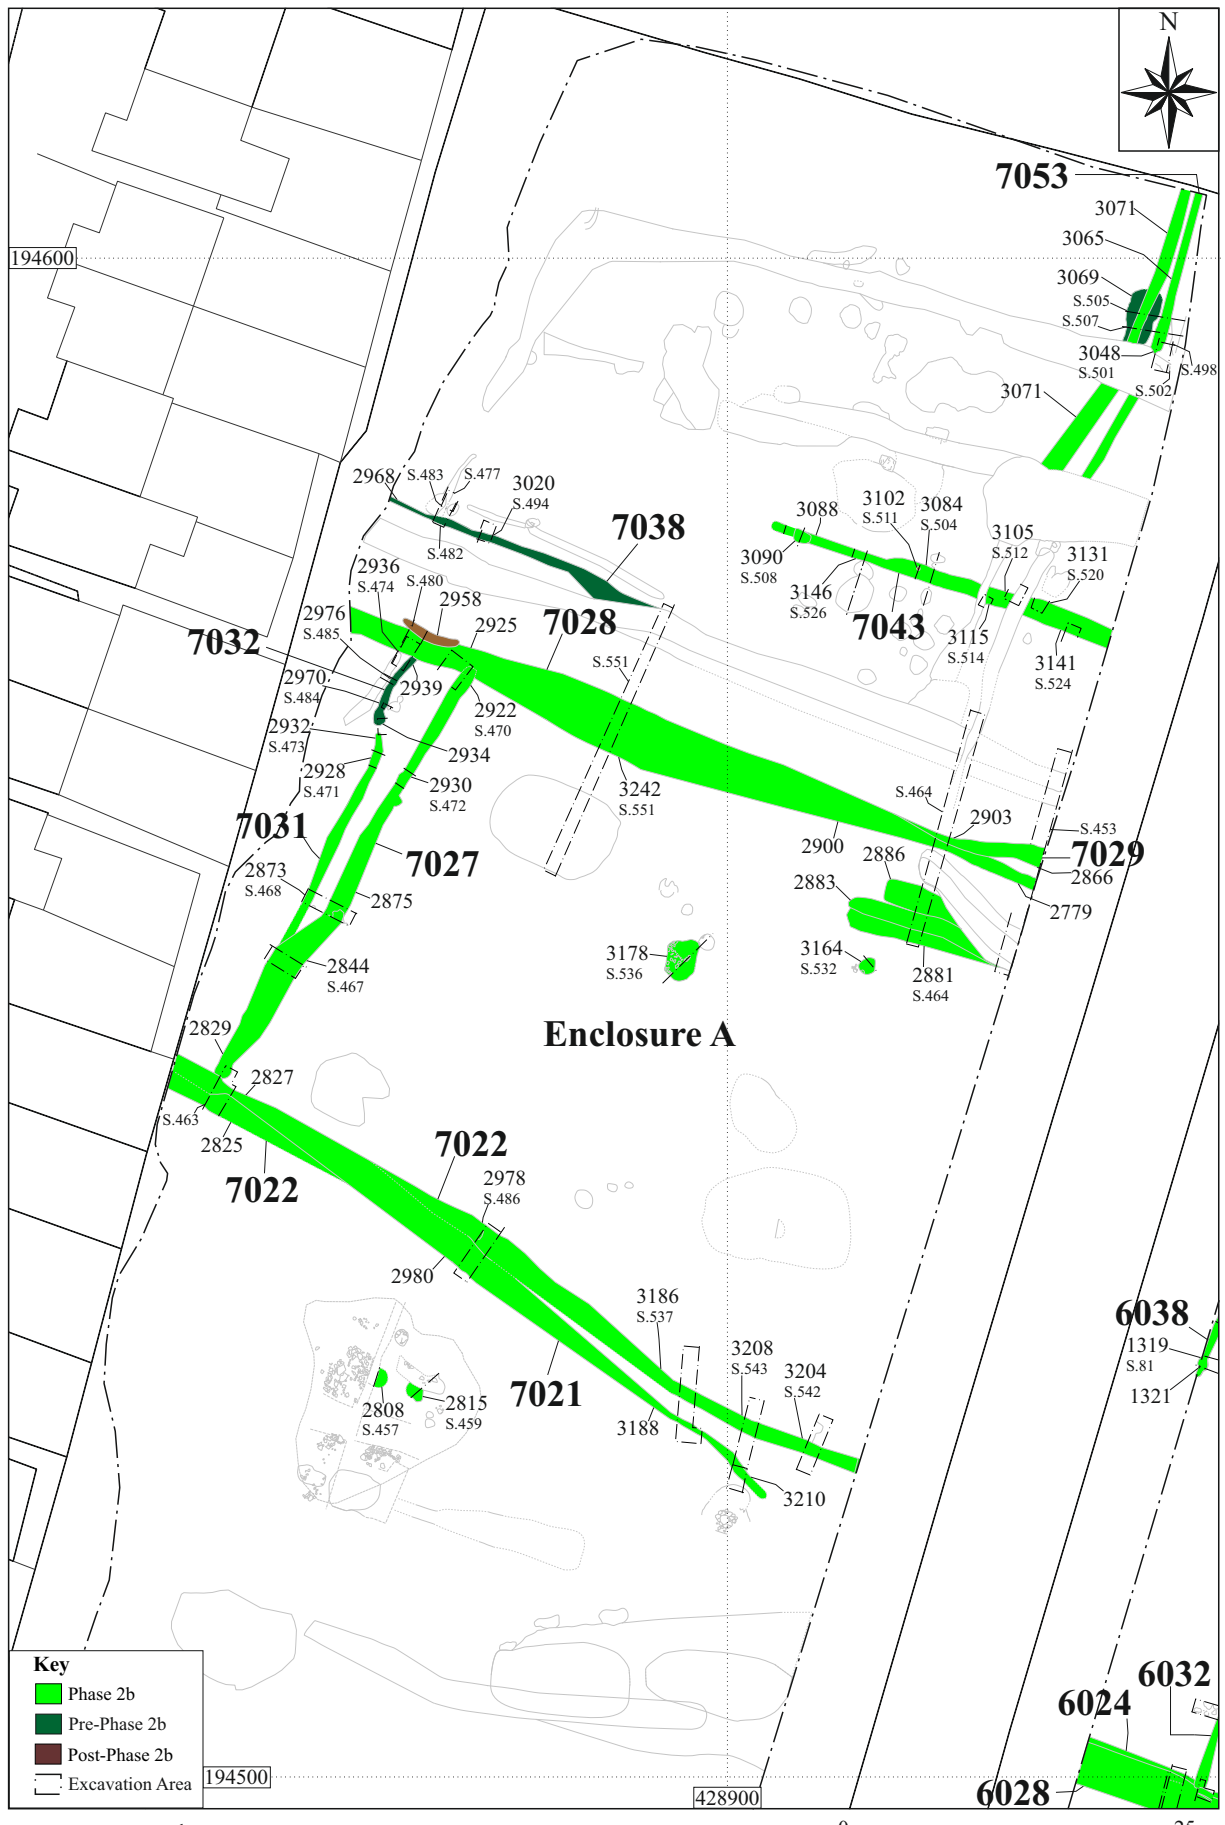 N
7053
3071
3065
194600
3069
S.505
S.507
3048
S.501
S.498
S.502
3071
2968
S.483
S.477
3020
S.494
S.482
7038
3088
3102
S.511
3084
S.504
3105
S.512
3131
S.520
3090
S.508
3146
S.526
7043
3115
S.514
3141
S.524
2936
S.474
S.480
2958
2925
7028
2976
S.485
7032
S.551
2970
S.484
2939
2922
S.470
2932
S.473
2934
2928
S.471
2930
S.472
3242
S.551
S.464
2903
S.453
7031
7027
2900
7029
2886
2866
2873
S.468
2875
2883
2779
2844
S.467
3178
S.536
3164
S.532
2881
S.464
Enclosure A
2829
2827
S.463
2825
7022
7022
2978
S.486
2980
3186
S.537
6038
1319
S.81
1321
3208
S.543
3204
S.542
7021
2808
S.457
2815
S.459
3188
3210
Key
Phase 2b
Pre-Phase 2b
Post-Phase 2b
Excavation Area
6032
6024
194500
428900
6028
0
25